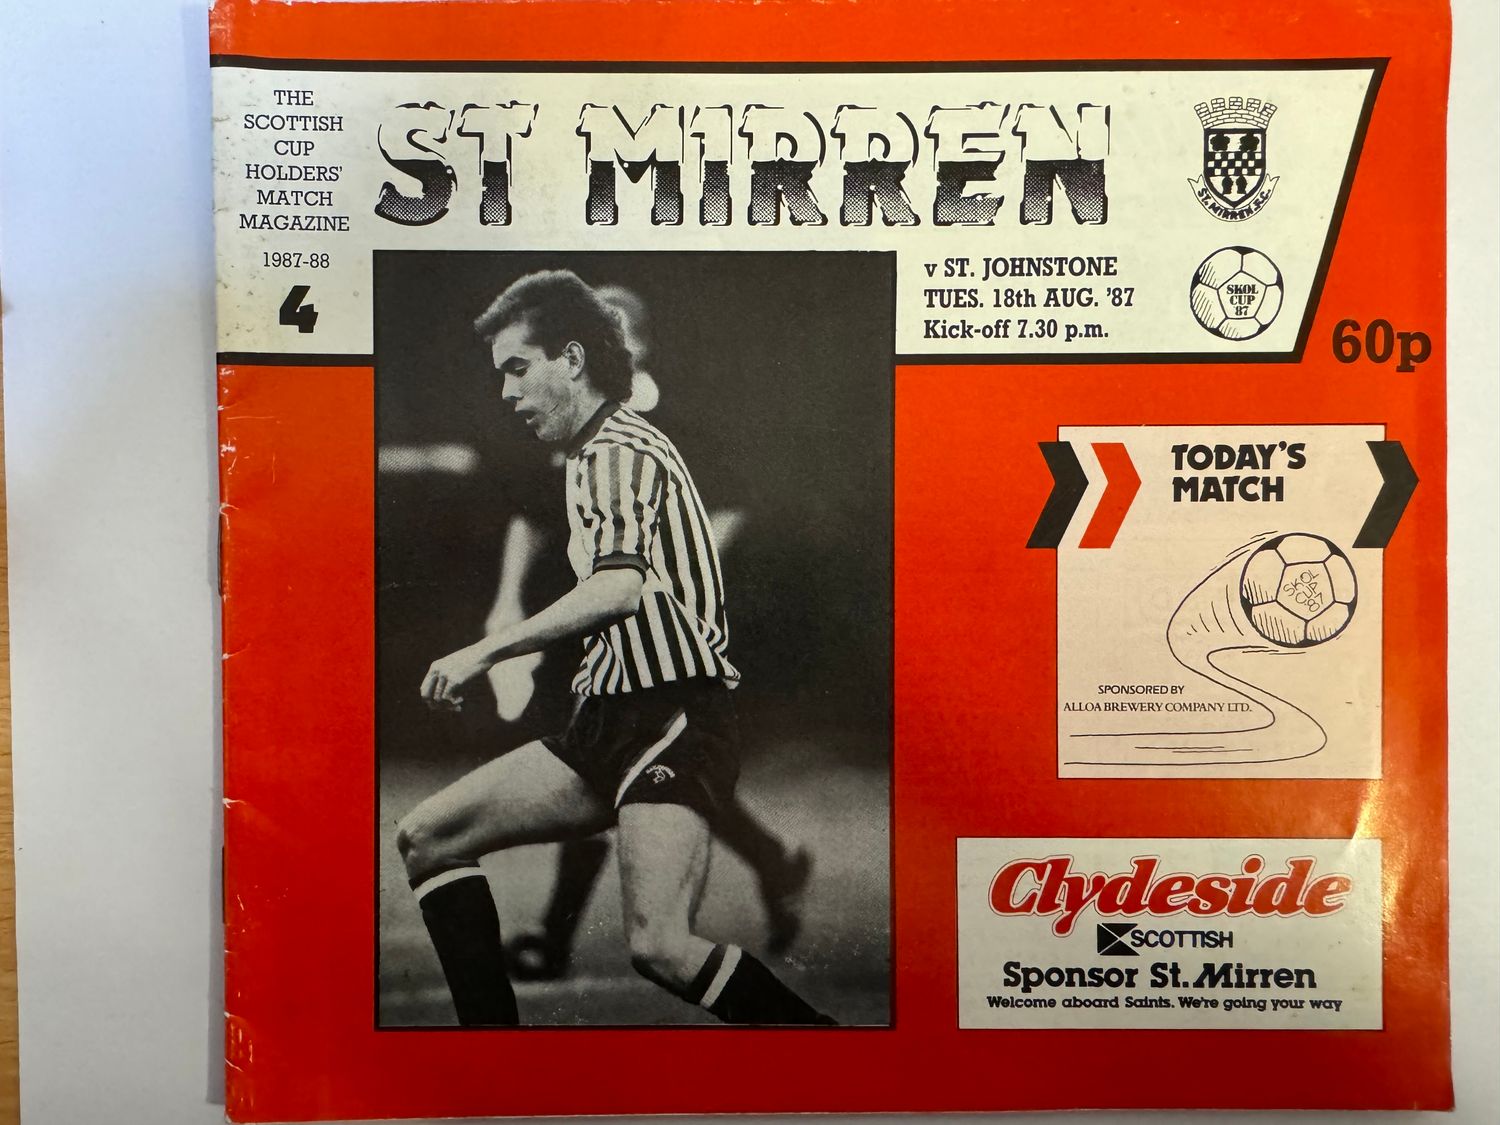 THE
SCOTTISH
CUP
HOLDERS'
MATCH
MAGAZINE
1987-88
4
ST MIRREN
ST. MIRREN F.C.
v ST. JOHNSTONE
TUES. 18th AUG. '87
Kick-off 7.30 p.m.
SKOL
CUP
'87
60p
TODAY'S
MATCH
SKOL
CUP
'87
SPONSORED BY
ALLOA BREWERY COMPANY LTD.
Clydeside
SCOTTISH
Sponsor St. Mirren
Welcome aboard Saints. We're going your way